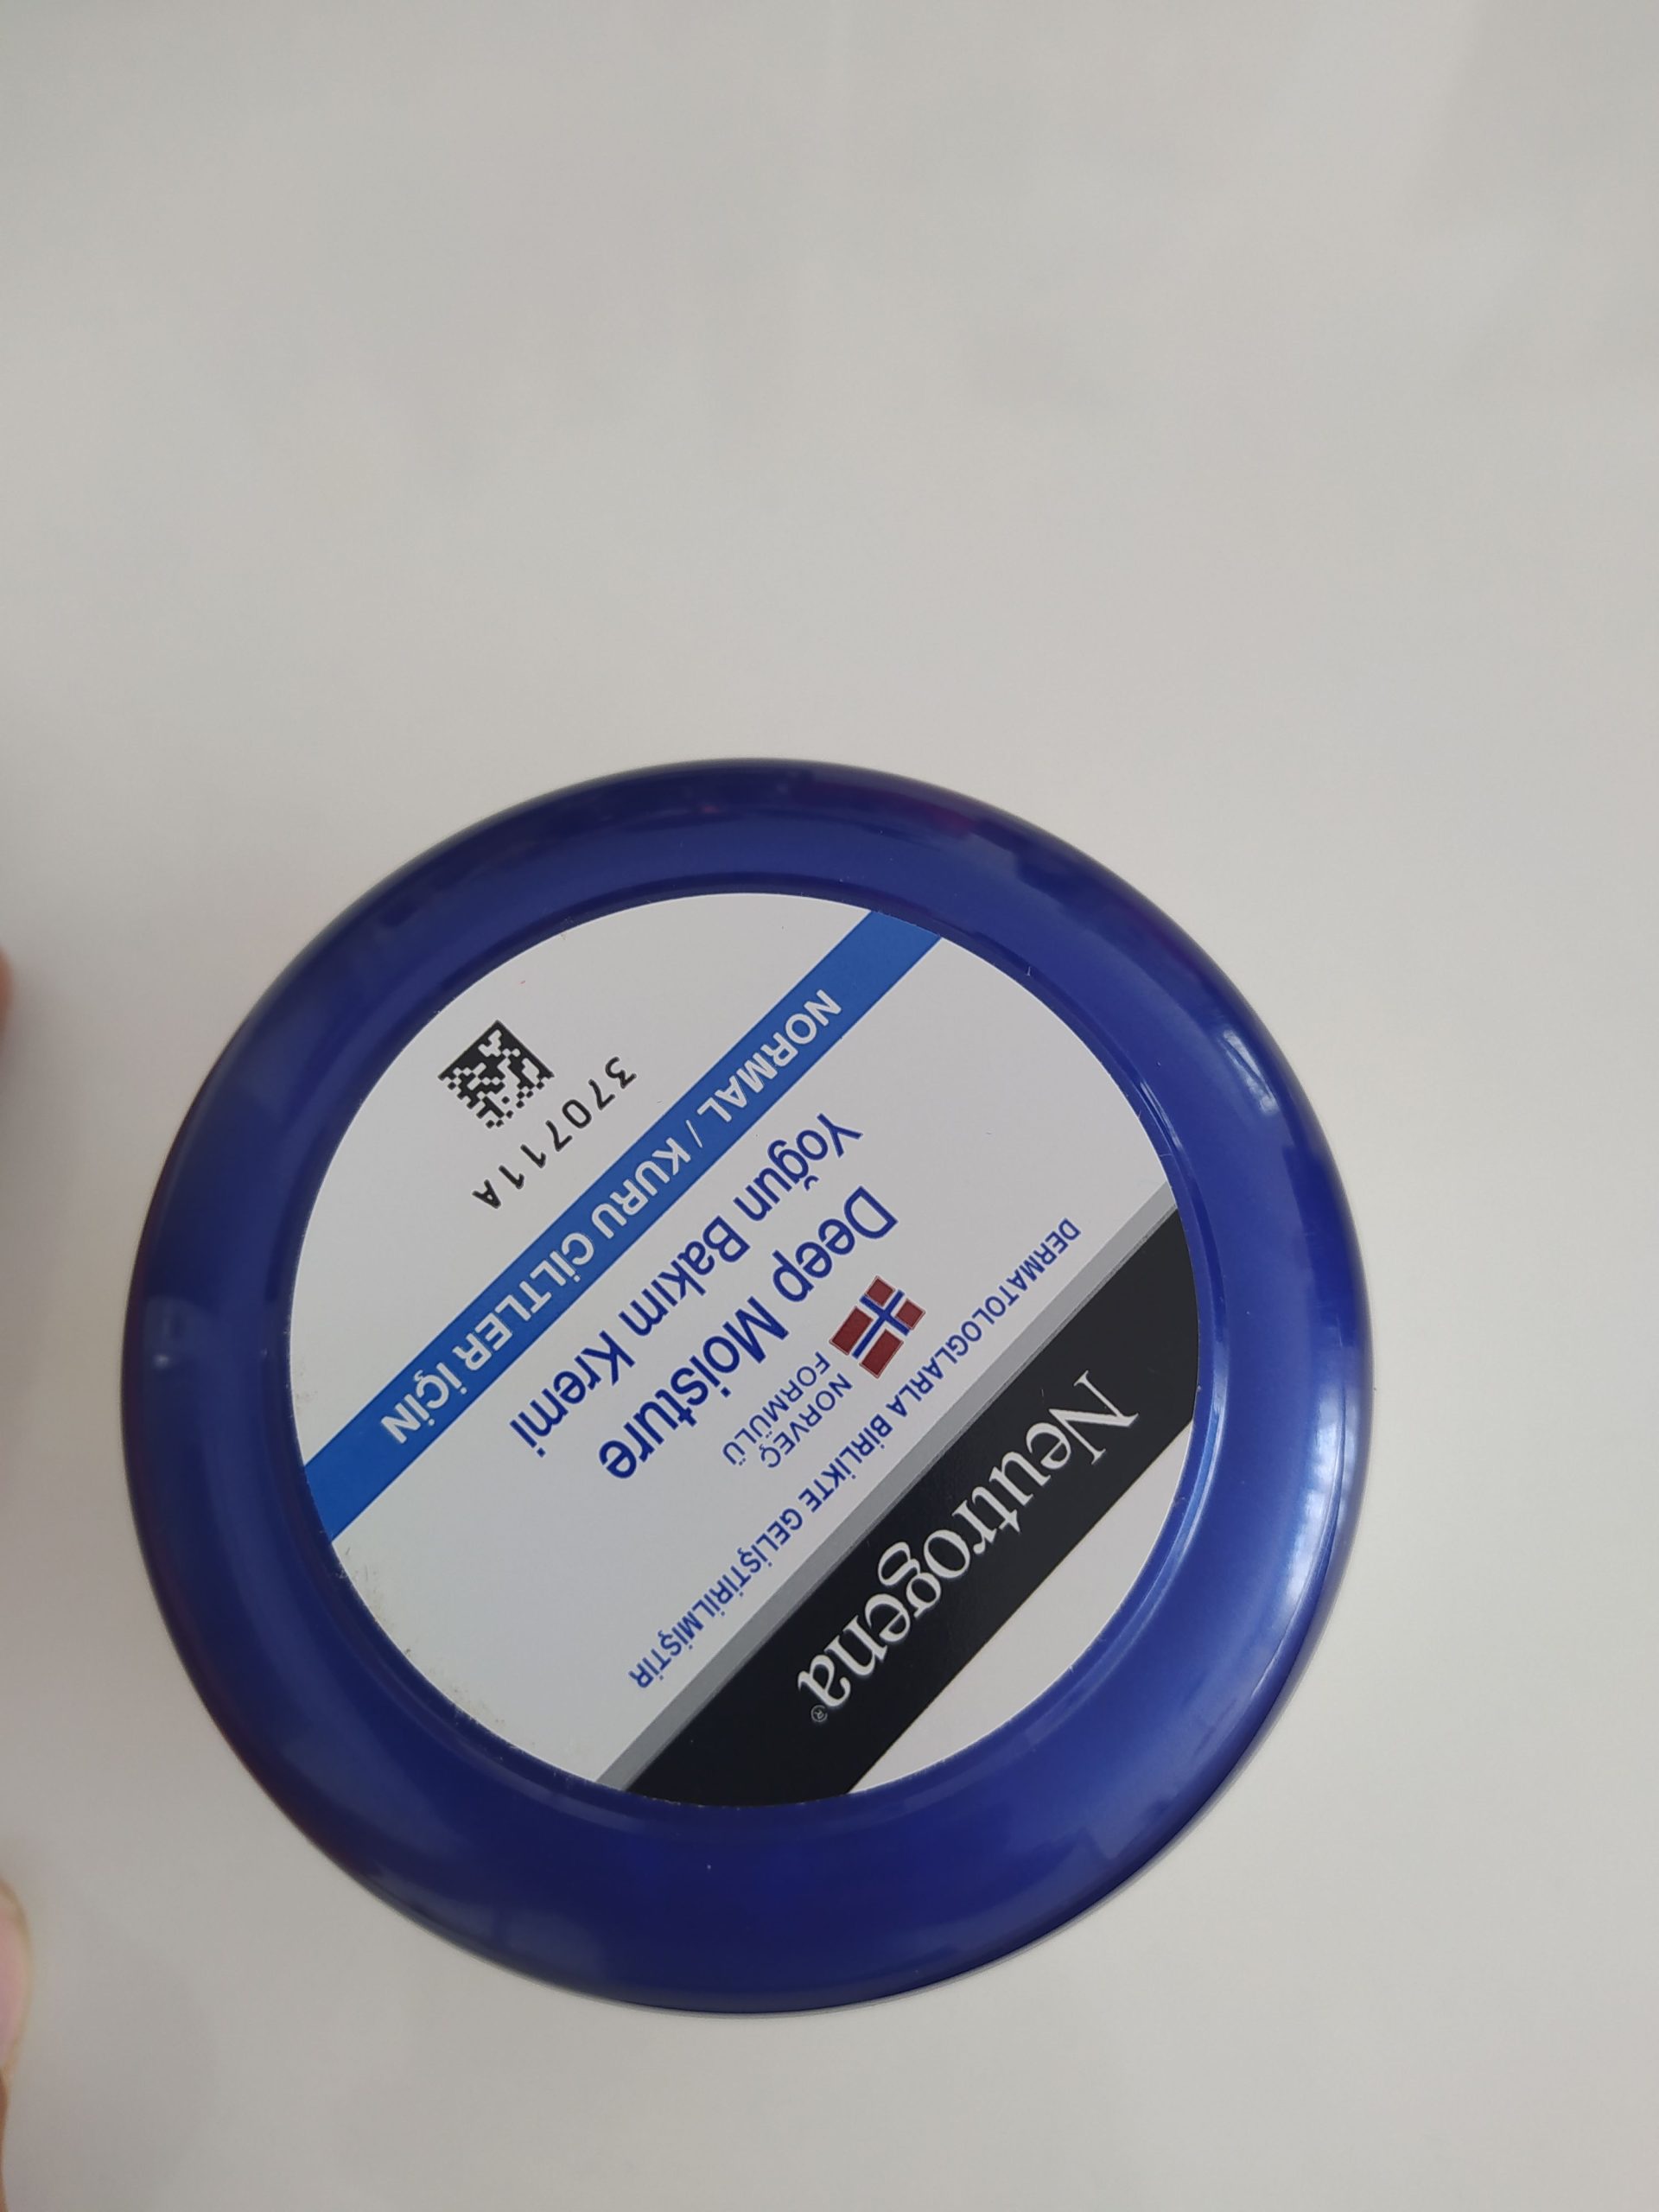 Neutrogena®
DERMATOLOGLARLA BİRLİKTE GELİŞTİRİLMİŞTİR
NORVEÇ
FORMÜLÜ
Deep Moisture
Yoğun Bakım Kremi
NORMAL / KURU CİLTLER İÇİN
370711A